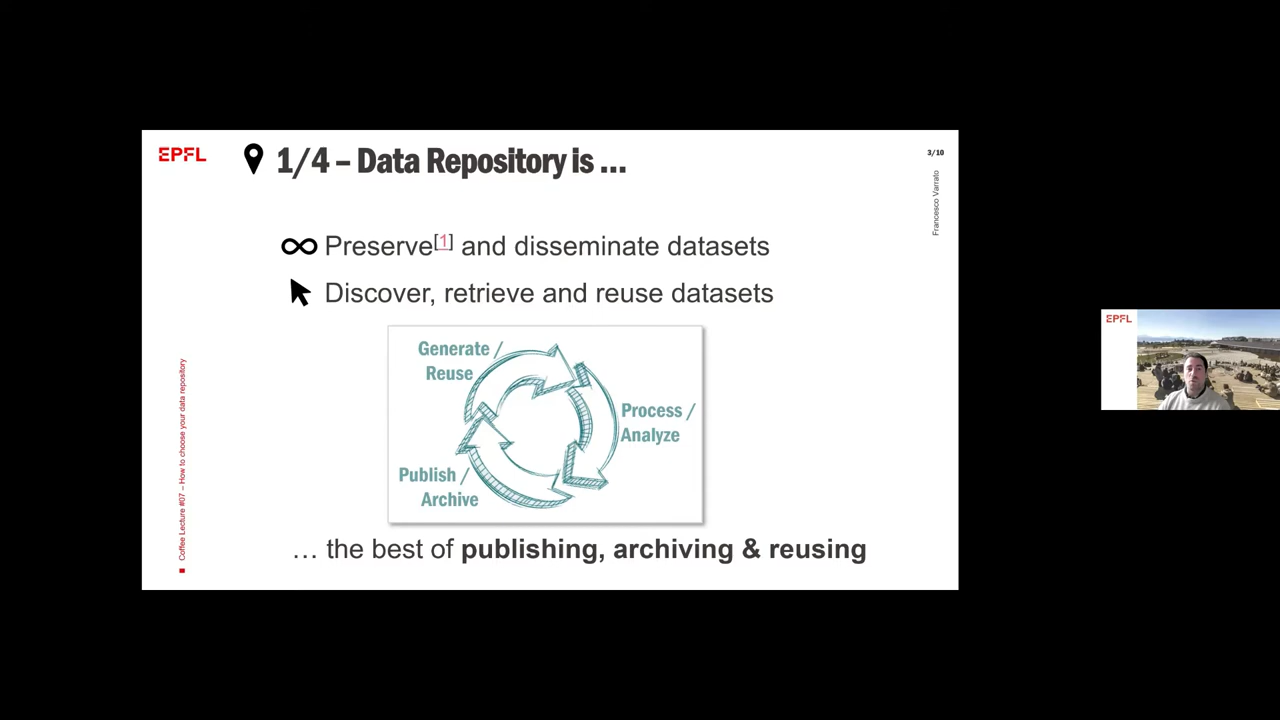 EPFL
1/4 – Data Repository is ...
3/10
Francesco Varrato
Preserve[1] and disseminate datasets
Discover, retrieve and reuse datasets
Generate /
Reuse
Process /
Analyze
Publish /
Archive
... the best of publishing, archiving & reusing
Coffee Lecture #07 – How to choose your data repository
EPFL